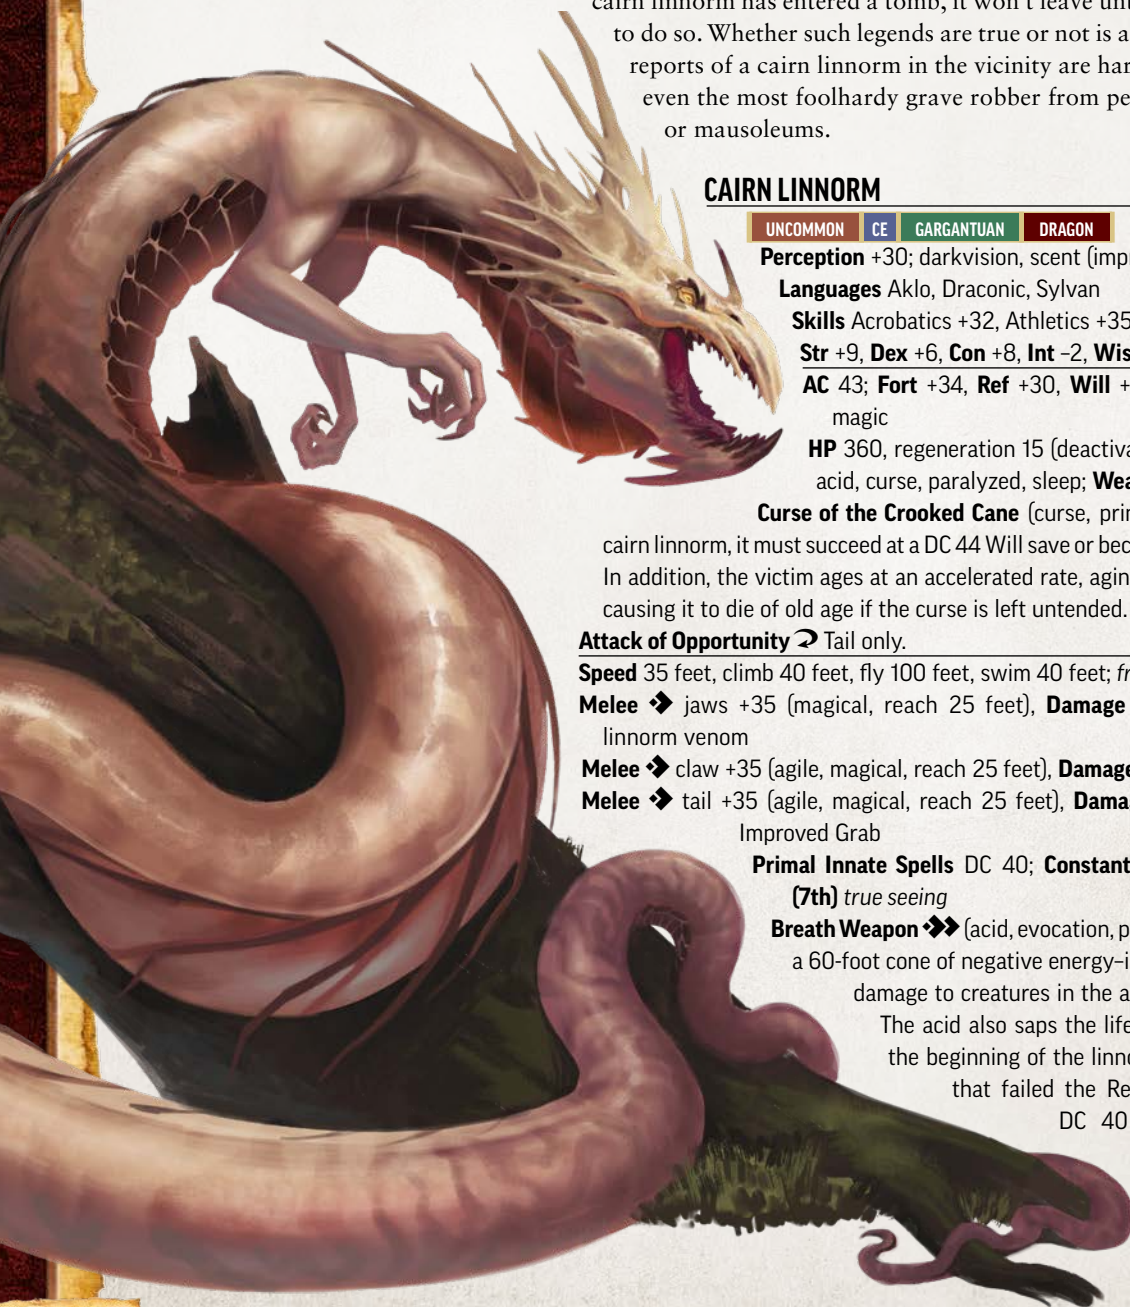 cairn linnorm has entered a tomb, it won't leave
to do so. Whether such legends are true or not is a
reports of a cairn linnorm in the vicinity are
even the most foolhardy grave robber from
or mausoleums.
CAIRN LINNORM
UNCOMMON CE GARGANTUAN DRAGON
Perception +30; darkvision, scent
Languages Aklo, Draconic, Sylvan
Skills Acrobatics +32, Athletics +35
Str +9, Dex +6, Con +8, Int –2, Wis
AC 43; Fort +34, Ref +30, Will +
magic
HP 360, regeneration 15
acid, curse, paralyzed, sleep;
Curse of the Crooked Cane (curse,
cairn linnorm, it must succeed at a DC 44 Will save or
In addition, the victim ages at an accelerated rate,
causing it to die of old age if the curse is left untended.
Attack of Opportunity Tail only.
Speed 35 feet, climb 40 feet, fly 100 feet, swim 40 feet;
Melee jaws +35 (magical, reach 25 feet), Damage
linnorm venom
Melee claw +35 (agile, magical, reach 25 feet), Damage
Melee tail +35 (agile, magical, reach 25 feet),
Improved Grab
Primal Innate Spells DC 40; Constant
(7th) true seeing
Breath Weapon (acid, evocation,
a 60-foot cone of negative energy–
damage to creatures in the
The acid also saps the life
the beginning of the
that failed the
DC 40